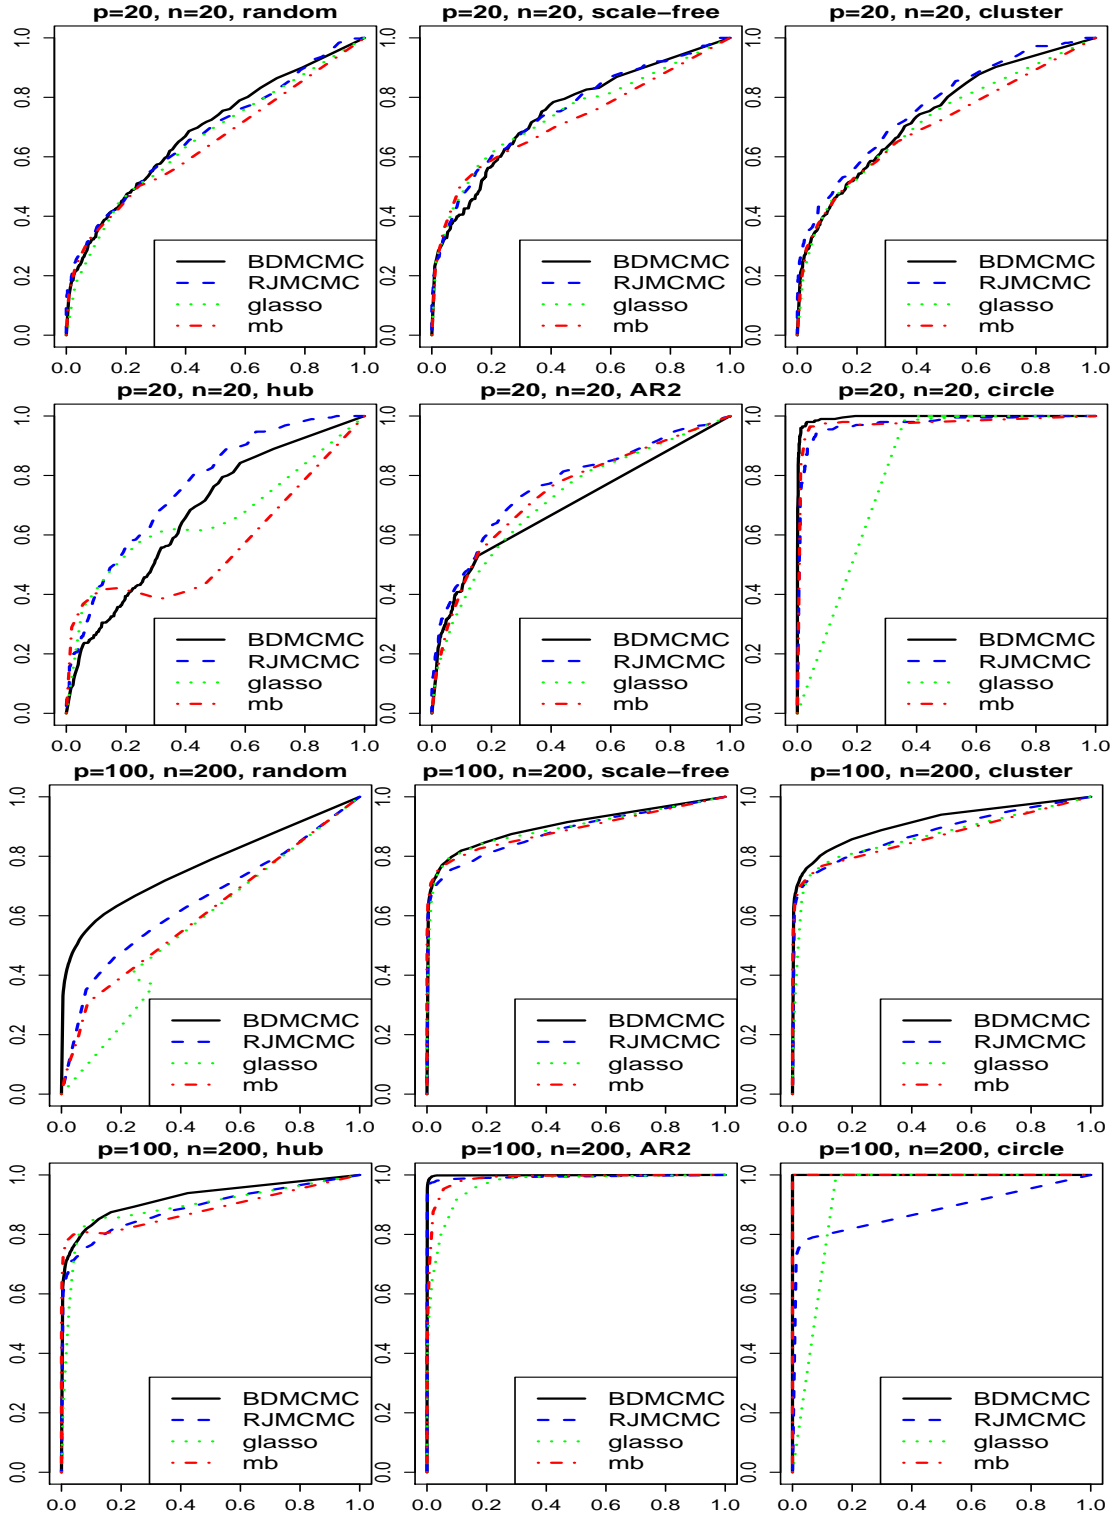 p=20, n=20, random
0.0 0.2 0.4 0.6 0.8 1.0
BDMCMC
RJMCMC
glasso
mb
0.0 0.2 0.4 0.6 0.8 1.0
p=20, n=20, scale-free
0.0 0.2 0.4 0.6 0.8 1.0
BDMCMC
RJMCMC
glasso
mb
0.0 0.2 0.4 0.6 0.8 1.0
p=20, n=20, cluster
0.0 0.2 0.4 0.6 0.8 1.0
BDMCMC
RJMCMC
glasso
mb
0.0 0.2 0.4 0.6 0.8 1.0
p=20, n=20, hub
0.0 0.2 0.4 0.6 0.8 1.0
BDMCMC
RJMCMC
glasso
mb
0.0 0.2 0.4 0.6 0.8 1.0
p=20, n=20, AR2
0.0 0.2 0.4 0.6 0.8 1.0
BDMCMC
RJMCMC
glasso
mb
0.0 0.2 0.4 0.6 0.8 1.0
p=20, n=20, circle
0.0 0.2 0.4 0.6 0.8 1.0
BDMCMC
RJMCMC
glasso
mb
0.0 0.2 0.4 0.6 0.8 1.0
p=100, n=200, random
0.0 0.2 0.4 0.6 0.8 1.0
BDMCMC
RJMCMC
glasso
mb
0.0 0.2 0.4 0.6 0.8 1.0
p=100, n=200, scale-free
0.0 0.2 0.4 0.6 0.8 1.0
BDMCMC
RJMCMC
glasso
mb
0.0 0.2 0.4 0.6 0.8 1.0
p=100, n=200, cluster
0.0 0.2 0.4 0.6 0.8 1.0
BDMCMC
RJMCMC
glasso
mb
0.0 0.2 0.4 0.6 0.8 1.0
p=100, n=200, hub
0.0 0.2 0.4 0.6 0.8 1.0
BDMCMC
RJMCMC
glasso
mb
0.0 0.2 0.4 0.6 0.8 1.0
p=100, n=200, AR2
0.0 0.2 0.4 0.6 0.8 1.0
BDMCMC
RJMCMC
glasso
mb
0.0 0.2 0.4 0.6 0.8 1.0
p=100, n=200, circle
0.0 0.2 0.4 0.6 0.8 1.0
BDMCMC
RJMCMC
glasso
mb
0.0 0.2 0.4 0.6 0.8 1.0